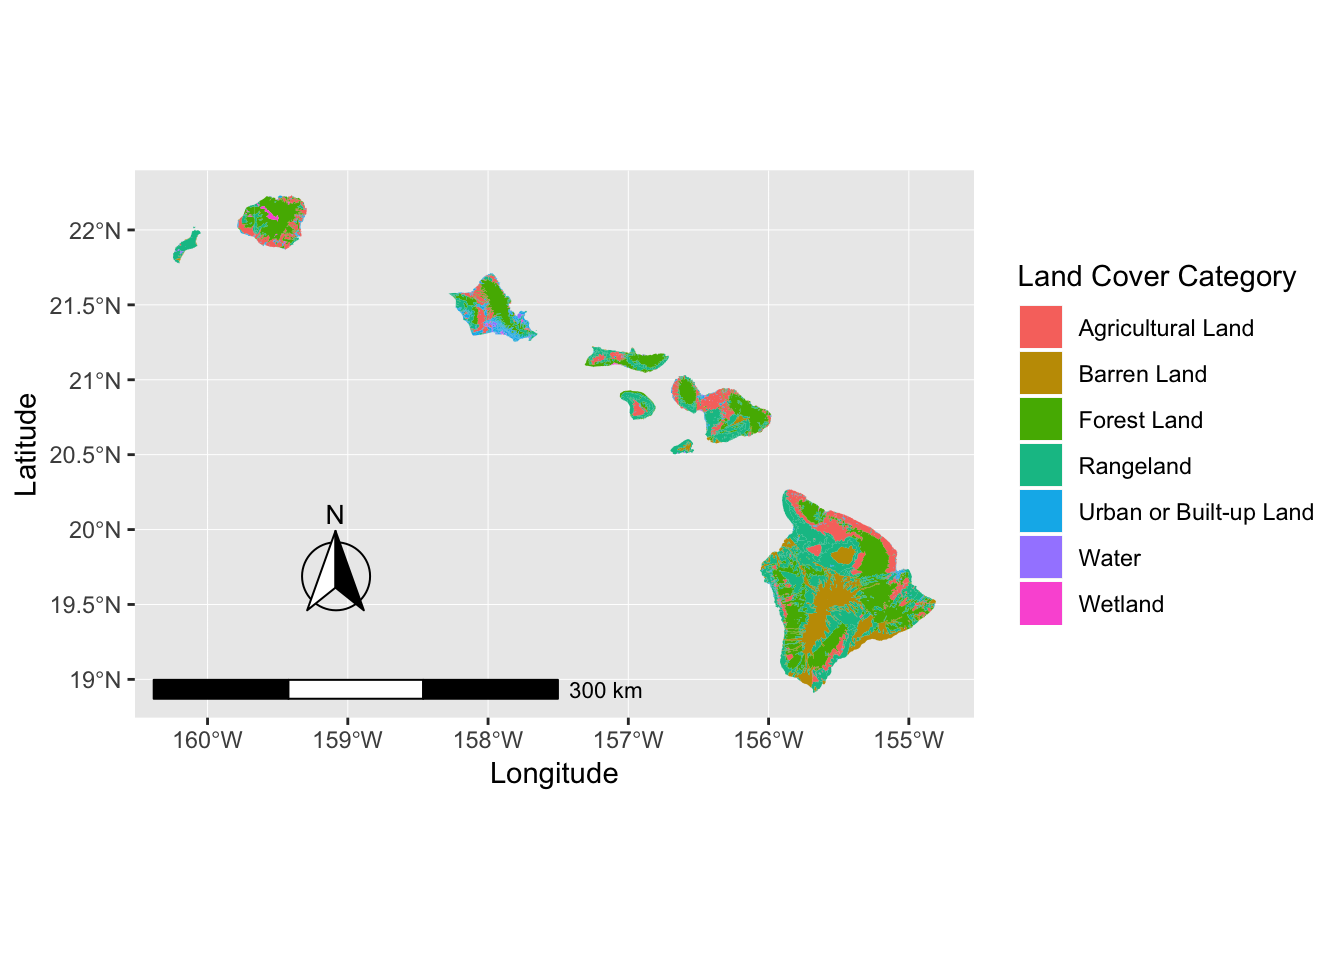 22°N
21.5°N
21°N
20.5°N
20°N
19.5°N
19°N
Latitude
N
300 km
160°W 159°W 158°W 157°W 156°W 155°W
Longitude
Land Cover Category
Agricultural Land
Barren Land
Forest Land
Rangeland
Urban or Built-up Land
Water
Wetland